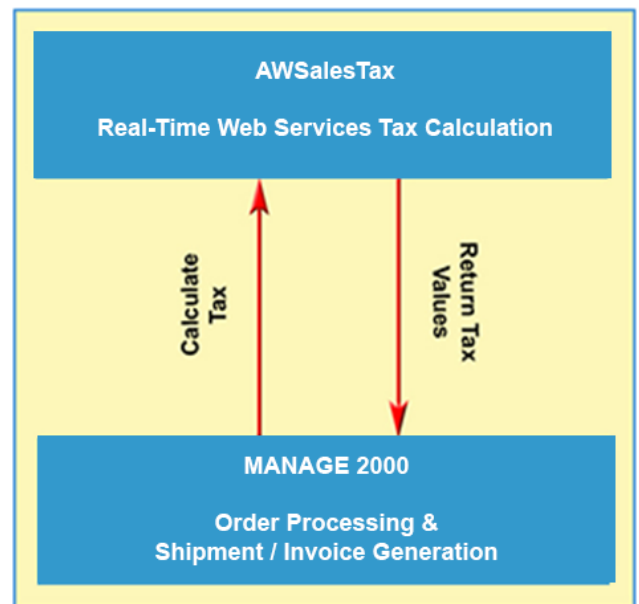 AWSalesTax
Real-Time Web Services Tax Calculation
Calculate
Tax
Return Tax
Values
MANAGE 2000
Order Processing &
Shipment / Invoice Generation